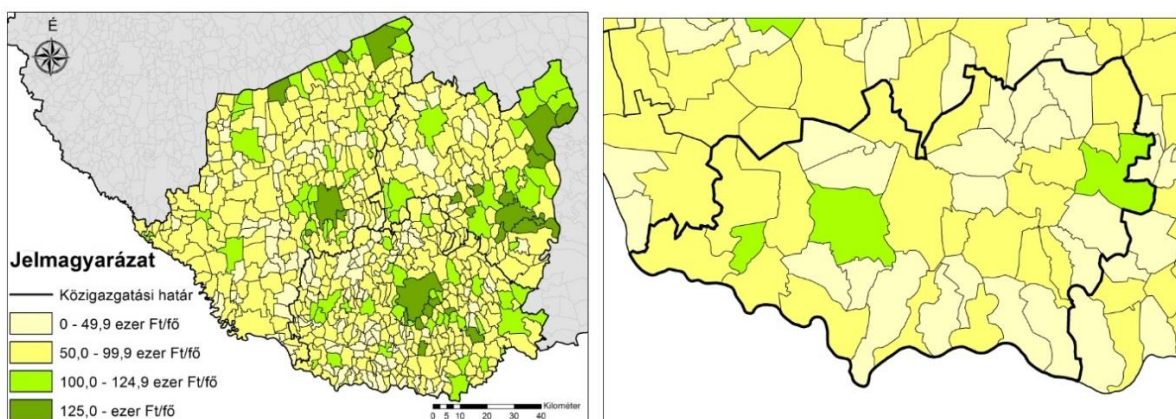 É
Jelmagyarázat
Közigazgatási határ
0 - 49,9 ezer Ft/fő
50,0 - 99,9 ezer Ft/fő
100,0 - 124,9 ezer Ft/fő
125,0 - ezer Ft/fő
Kilométer
0 5 10 20 30 40